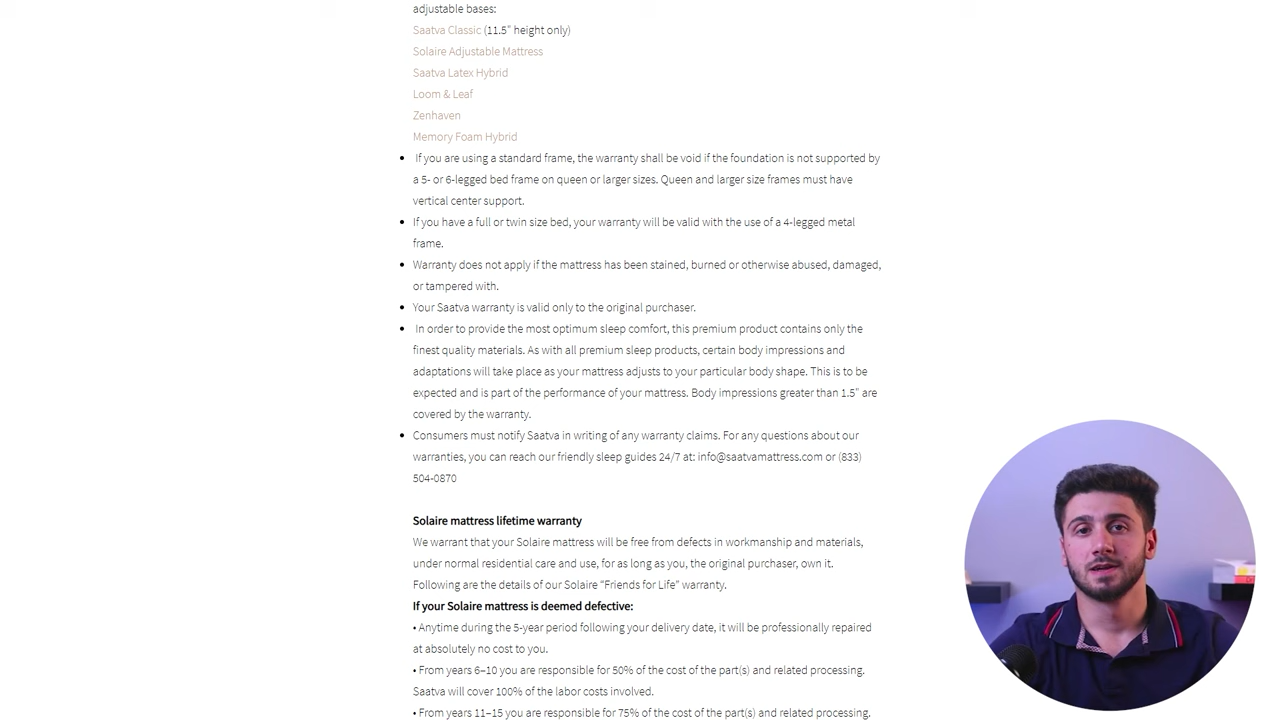 adjustable bases:
Saatva Classic (11.5" height only)
Solaire Adjustable Mattress
Saatva Latex Hybrid
Loom & Leaf
Zenhaven
Memory Foam Hybrid
• If you are using a standard frame, the warranty shall be void if the foundation is not supported by
a 5- or 6-legged bed frame on queen or larger sizes. Queen and larger size frames must have
vertical center support.
• If you have a full or twin size bed, your warranty will be valid with the use of a 4-legged metal
frame.
• Warranty does not apply if the mattress has been stained, burned or otherwise abused, damaged,
or tampered with.
• Your Saatva warranty is valid only to the original purchaser.
• In order to provide the most optimum sleep comfort, this premium product contains only the
finest quality materials. As with all premium sleep products, certain body impressions and
adaptations will take place as your mattress adjusts to your particular body shape. This is to be
expected and is part of the performance of your mattress. Body impressions greater than 1.5" are
covered by the warranty.
• Consumers must notify Saatva in writing of any warranty claims. For any questions about our
warranties, you can reach our friendly sleep guides 24/7 at: info@saatvamattress.com or (833)
504-0870
Solaire mattress lifetime warranty
We warrant that your Solaire mattress will be free from defects in workmanship and materials,
under normal residential care and use, for as long as you, the original purchaser, own it.
Following are the details of our Solaire “Friends for Life” warranty.
If your Solaire mattress is deemed defective:
• Anytime during the 5-year period following your delivery date, it will be professionally repaired
at absolutely no cost to you.
• From years 6–10 you are responsible for 50% of the cost of the part(s) and related processing.
Saatva will cover 100% of the labor costs involved.
• From years 11–15 you are responsible for 75% of the cost of the part(s) and related processing.